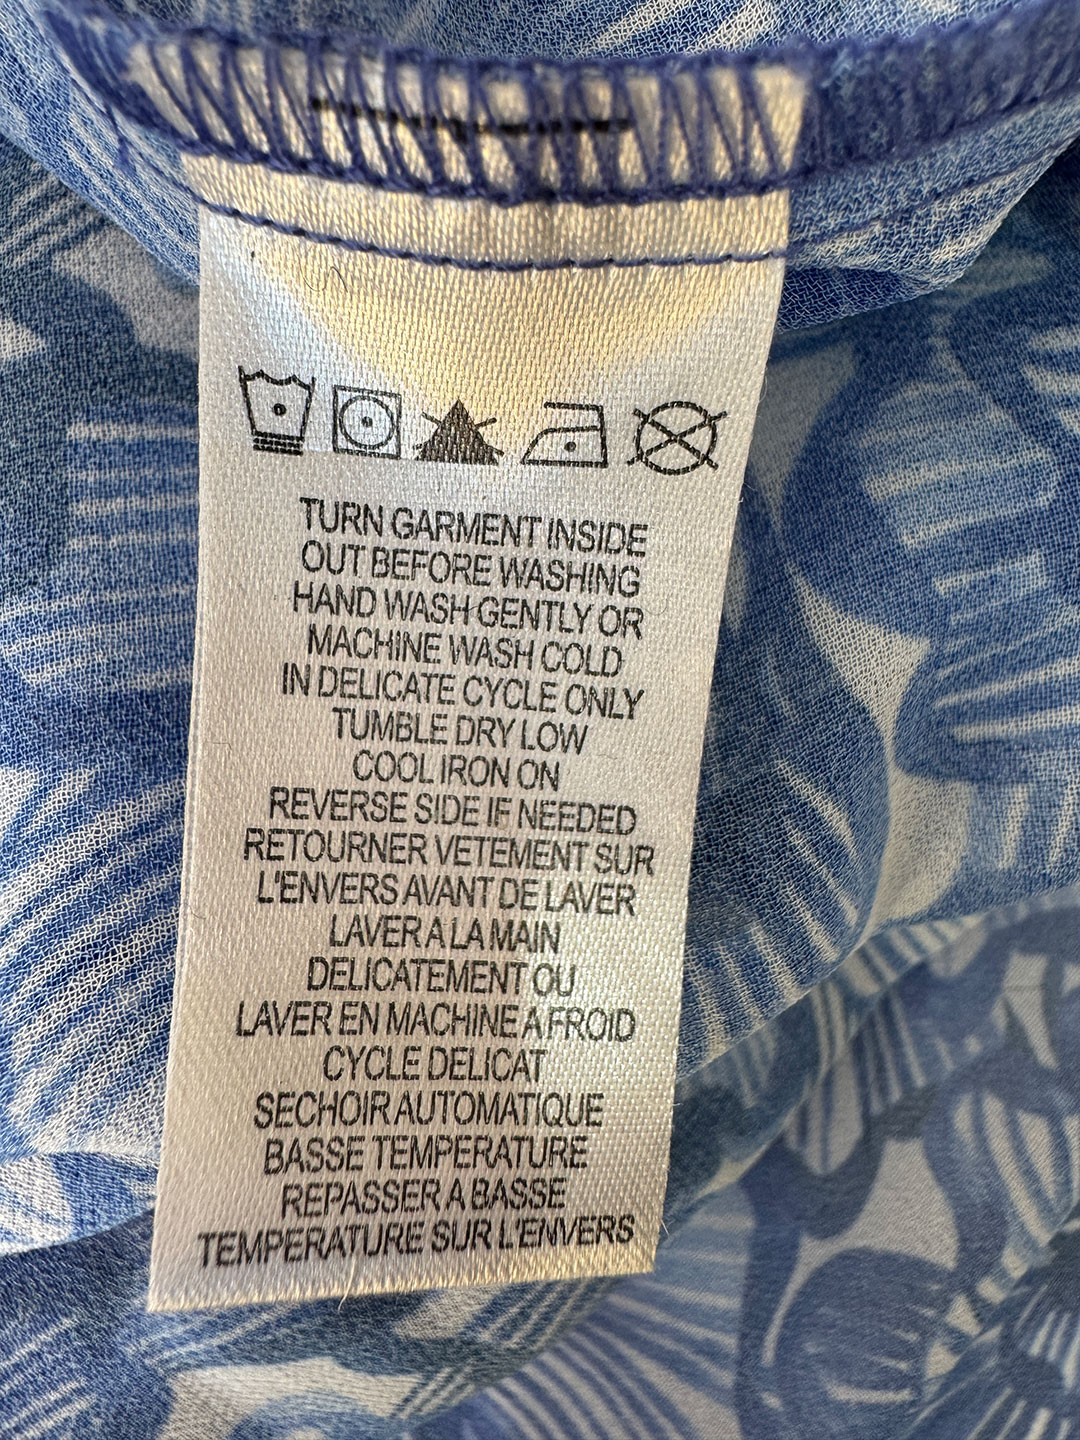 TURN GARMENT INSIDE
OUT BEFORE WASHING
HAND WASH GENTLY OR
MACHINE WASH COLD
IN DELICATE CYCLE ONLY
TUMBLE DRY LOW
COOL IRON ON
REVERSE SIDE IF NEEDED
RETOURNER VETEMENT SUR
L'ENVERS AVANT DE LAVER
LAVER A LA MAIN
DELICATEMENT OU
LAVER EN MACHINE A FROID
CYCLE DELICAT
SECHOIR AUTOMATIQUE
BASSE TEMPERATURE
REPASSER A BASSE
TEMPERATURE SUR L'ENVERS